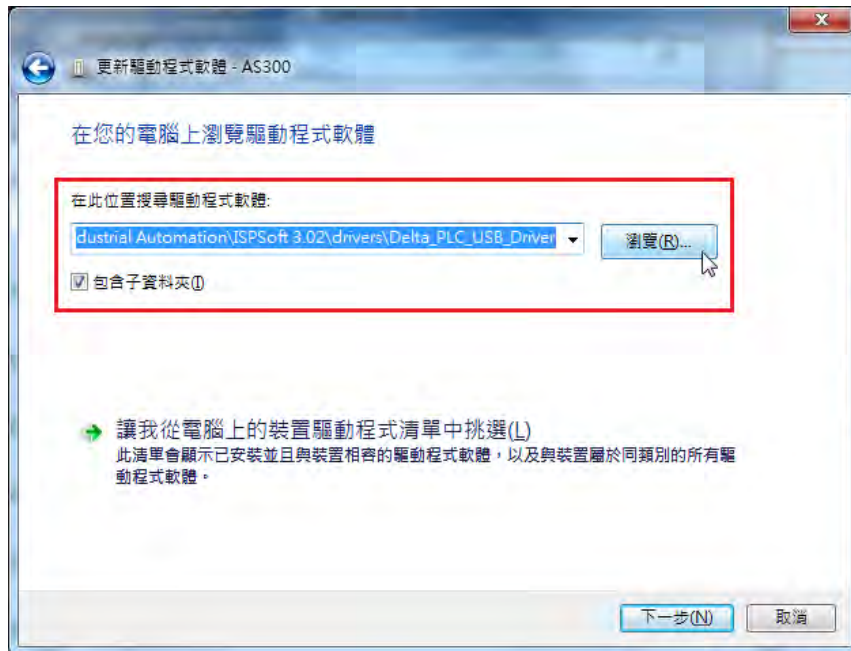 更新驅動程式軟體 - AS300
在您的電腦上瀏覽驅動程式軟體
在此位置搜尋驅動程式軟體:
dustrial Automation\ISPSoft 3.02\drivers\Delta_PLC_USB_Driver
瀏覽(R)...
包含子資料夾(I)
讓我從電腦上的裝置驅動程式清單中挑選(L)
此清單會顯示已安裝並且與裝置相容的驅動程式軟體，以及與裝置屬於同類別的所有驅
動程式軟體。
下一步(N)
取消